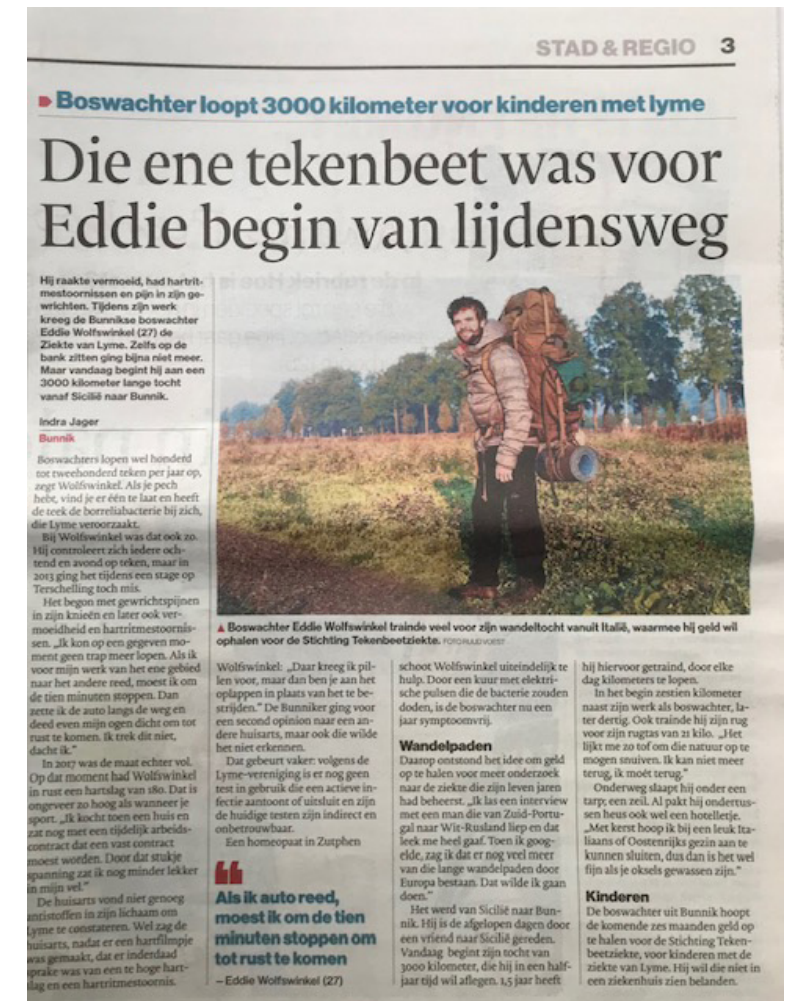 STAD & REGIO 3
Boswachter loopt 3000 kilometer voor kinderen met lyme
Die ene tekenbeet was voor
Eddie begin van lijdensweg
Hij raakte vermoeid, had hartrit-
mestoornissen en pijn in zijn ge-
wrichten. Tijdens zijn werk
kreeg de Bunnikse boswachter
Eddie Wolfswinkel (27) de
Ziekte van Lyme. Zelfs op de
bank zitten ging bijna niet meer.
Maar vandaag begint hij aan een
3000 kilometer lange tocht
vanaf Sicilië naar Bunnik.
Indra Jager
Bunnik
Boswachters lopen wel honderd
tot tweehonderd teken per jaar op,
zegt Wolfswinkel. Als je pech
hebt, vind je er één te laat en heeft
de teek de borreliabacterie bij zich,
die Lyme veroorzaakt.
Bij Wolfswinkel was dat ook zo.
Hij controleert zich iedere och-
tend en avond op teken, maar in
2013 ging het tijdens een stage op
Terschelling toch mis.
Het begon met gewrichtspijnen
in zijn knieën en later ook ver-
moeidheid en hartritmestoornis-
sen. „Ik kon op een gegeven mo-
ment geen trap meer lopen. Als ik
voor mijn werk van het ene gebied
naar het andere reed, moest ik om
de tien minuten stoppen. Dan
zette ik de auto langs de weg en
deed even mijn ogen dicht om tot
rust te komen. Ik trek dit niet,
dacht ik.”
In 2017 was de maat echter vol.
Op dat moment had Wolfswinkel
in rust een hartslag van 180. Dat is
ongeveer zo hoog als wanneer je
sport. „Ik kocht toen een huis en
zat nog met een tijdelijk arbeids-
contract dat een vast contract
moest worden. Door dat stukje
spanning zat ik nog minder lekker
in mijn vel.”
De huisarts vond niet genoeg
antistoffen in zijn lichaam om
Lyme te constateren. Wel zag de
huisarts, nadat er een hartfilmpje
was gemaakt, dat er inderdaad
sprake was van een te hoge hart-
slag en een hartritmestoornis.
▲ Boswachter Eddie Wolfswinkel trainde veel voor zijn wandeltocht vanuit Italië, waarmee hij geld wil
ophalen voor de Stichting Tekenbeetziekte. FOTO RUUD VOEST
Wolfswinkel: „Daar kreeg ik pil-
len voor, maar dan ben je aan het
oplappen in plaats van het te be-
strijden.” De Bunniker ging voor
een second opinion naar een an-
dere huisarts, maar ook die wilde
het niet erkennen.
Dat gebeurt vaker: volgens de
Lyme-vereniging is er nog geen
test in gebruik die een actieve in-
fectie aantoont of uitsluit en zijn
de huidige testen zijn indirect en
onbetrouwbaar.
Een homeopaat in Zutphen
Als ik auto reed,
moest ik om de tien
minuten stoppen om
tot rust te komen
– Eddie Wolfswinkel (27)
schoot Wolfswinkel uiteindelijk te
hulp. Door een kuur met elektri-
sche pulsen die de bacterie zouden
doden, is de boswachter nu een
jaar symptoomvrij.
Wandelpaden
Daarop ontstond het idee om geld
op te halen voor meer onderzoek
naar de ziekte die zijn leven jaren
had beheerst. „Ik las een interview
met een man die van Zuid-Portu-
gal naar Wit-Rusland liep en dat
leek me heel gaaf. Toen ik goog-
elde, zag ik dat er nog veel meer
van die lange wandelpaden door
Europa bestaan. Dat wilde ik gaan
doen.”
Het werd van Sicilië naar Bun-
nik. Hij is de afgelopen dagen door
een vriend naar Sicilië gereden.
Vandaag begint zijn tocht van
3000 kilometer, die hij in een half-
jaar tijd wil aflegen. 1,5 jaar heeft
hij hiervoor getraind, door elke
dag kilometers te lopen.
In het begin zestien kilometer
naast zijn werk als boswachter, la-
ter dertig. Ook trainde hij zijn rug
voor zijn rugtas van 21 kilo. „Het
lijkt me zo tof om die natuur op te
mogen snuiven. Ik kan niet meer
terug, ik moét terug.”
Onderweg slaapt hij onder een
tarp; een zeil. Al pakt hij ondertus-
sen heus ook wel een hotelletje.
„Met kerst hoop ik bij een leuk Ita-
liaans of Oostenrijks gezin aan te
kunnen sluiten, dus dan is het wel
fijn als je oksels gewassen zijn.”
Kinderen
De boswachter uit Bunnik hoopt
de komende zes maanden geld op
te halen voor de Stichting Teken-
beetziekte, voor kinderen met de
ziekte van Lyme. Hij wil die niet in
een ziekenhuis zien belanden.